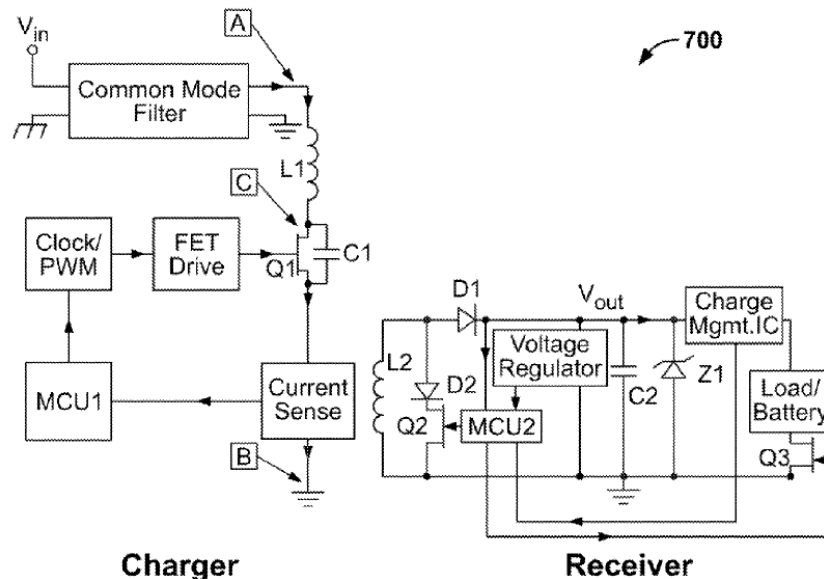 A
700
Vin
Common Mode
Filter
L1
C
Clock/
PWM
FET
Drive
Q1
C1
D1
Vout
Charge
Mgmt.IC
Voltage
Regulator
L2
D2
C2
Z1
Load/
Battery
MCU1
Current
Sense
Q2
MCU2
Q3
B
Charger
Receiver